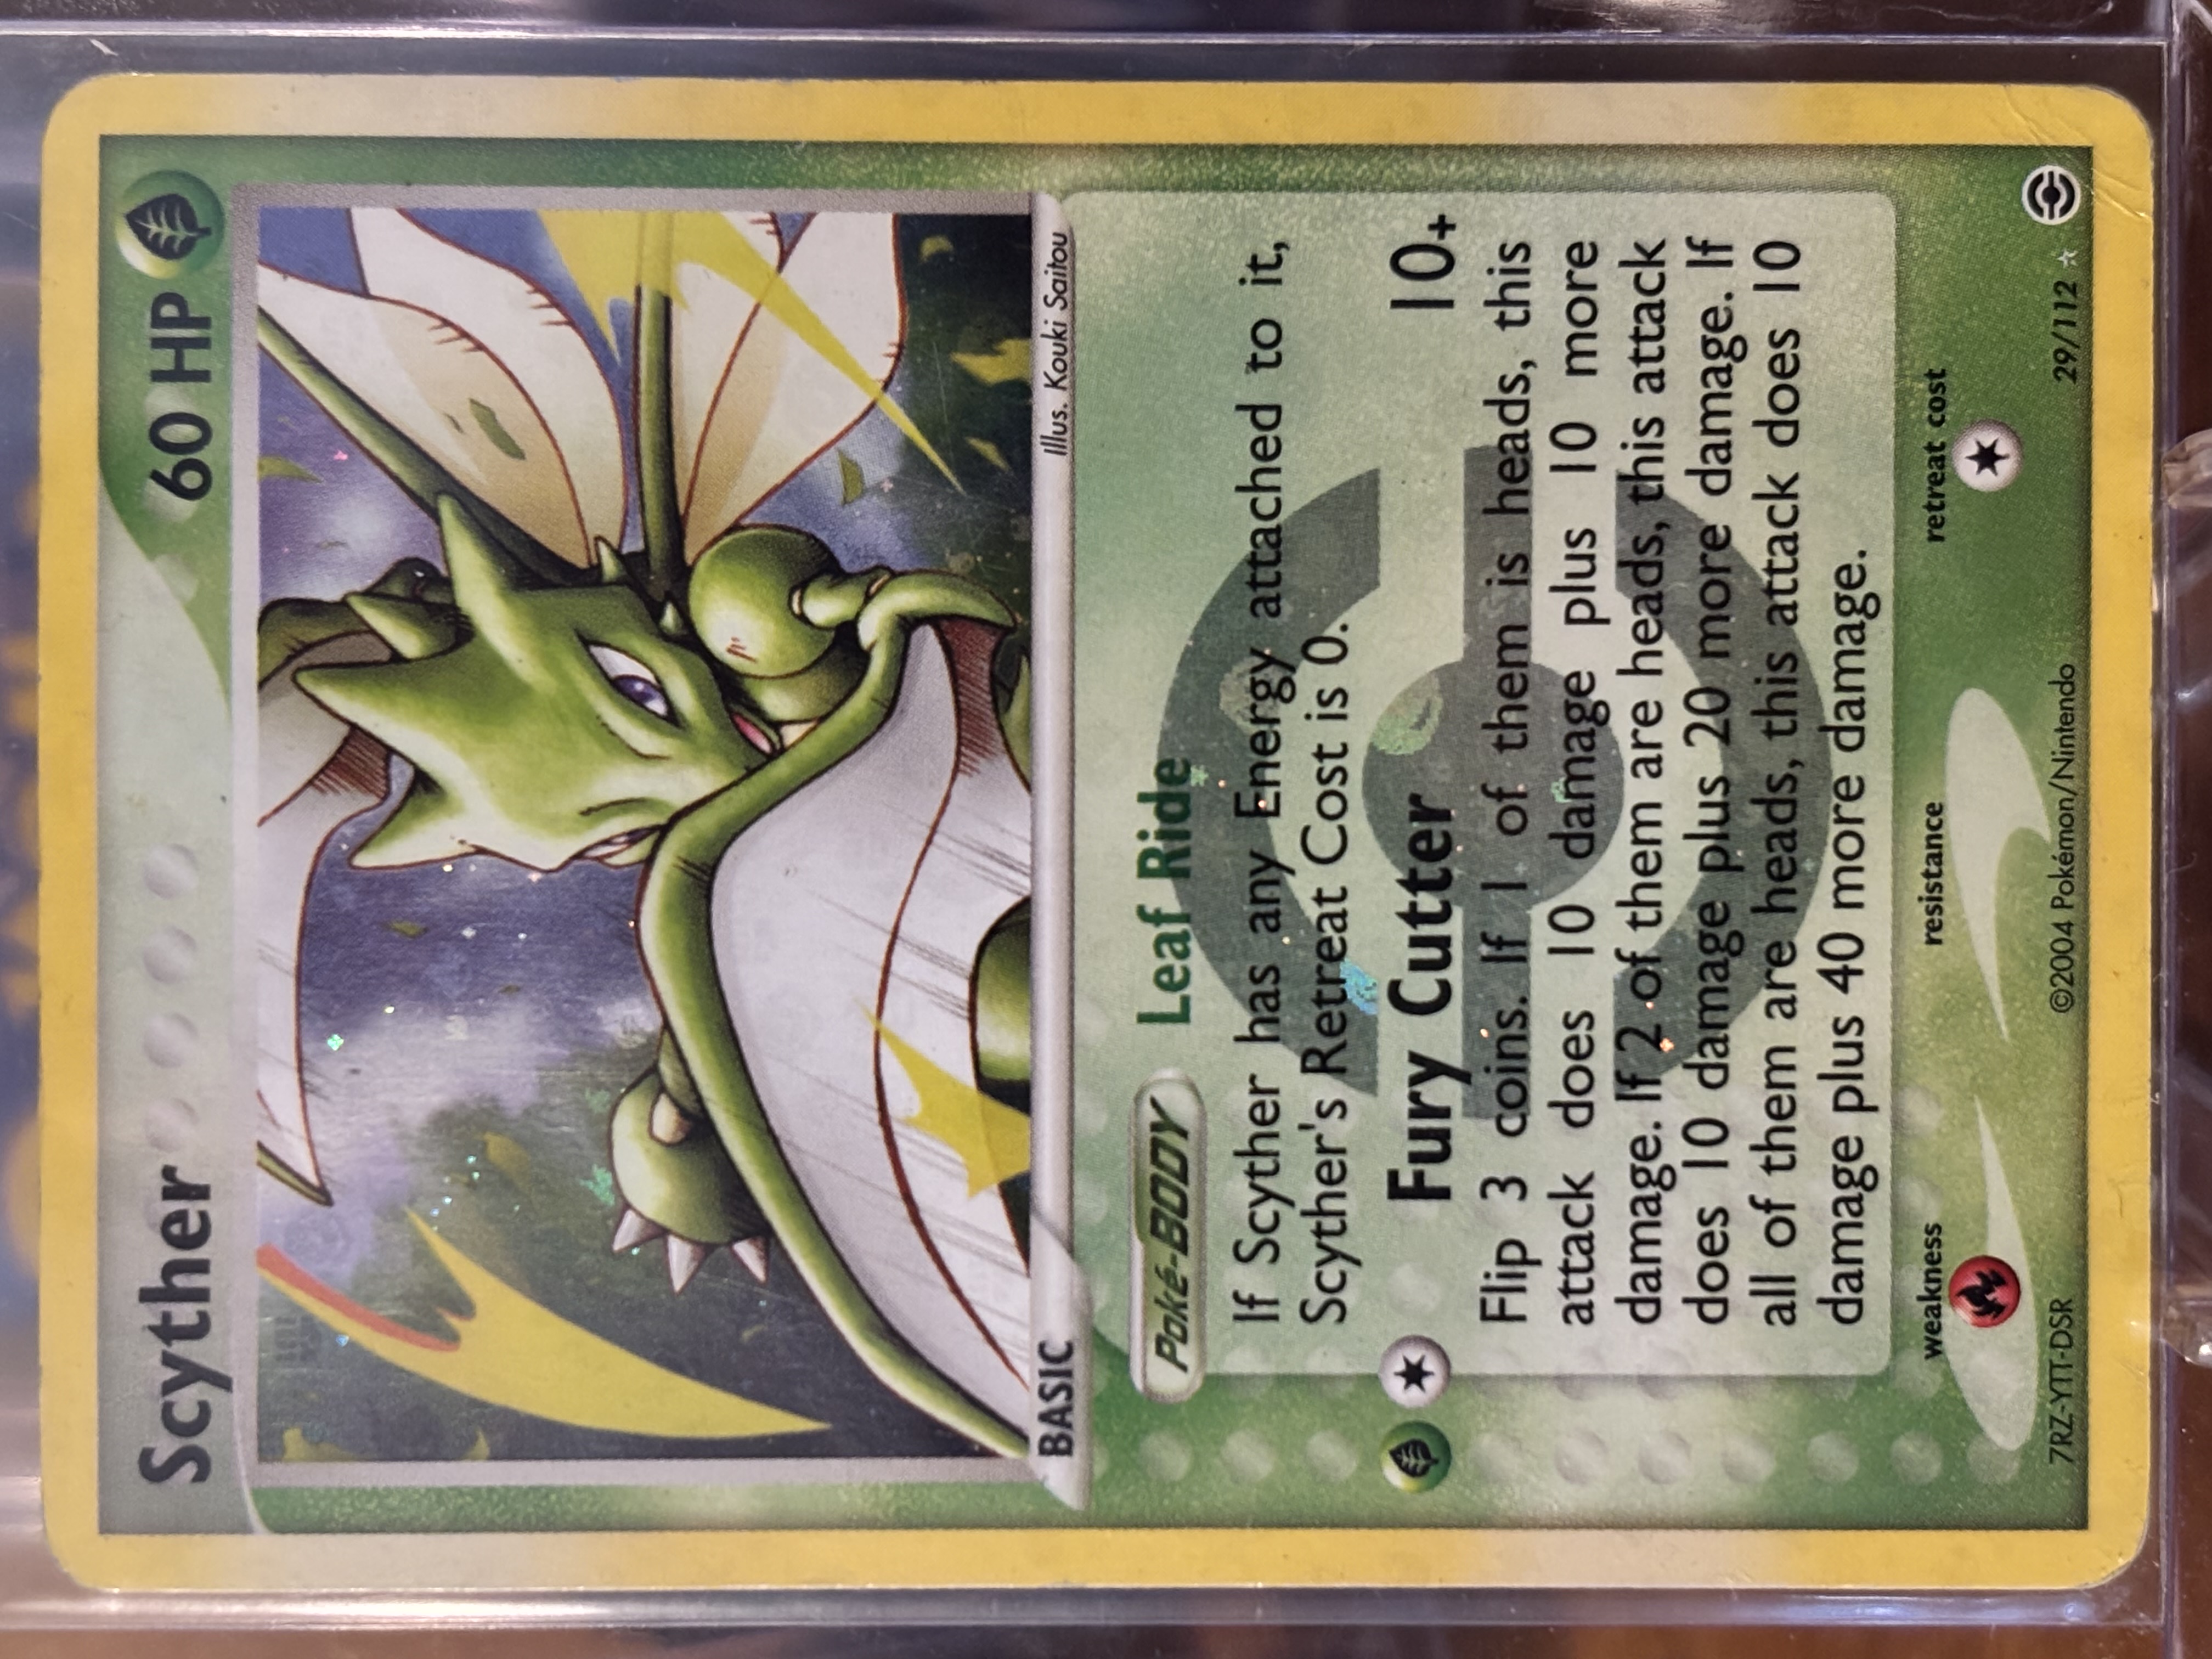 Scyther 60 HP
Illus. Kouki Saitou
BASIC
Poké-BODY Leaf Ride
If Scyther has any Energy attached to it,
Scyther's Retreat Cost is 0.
Fury Cutter 10+
Flip 3 coins. If 1 of them is heads, this
attack does 10 damage plus 10 more
damage. If 2 of them are heads, this attack
does 10 damage plus 20 more damage. If
all of them are heads, this attack does 10
damage plus 40 more damage.
weakness resistance retreat cost
7RZ-YTT-DSR ©2004 Pokémon/Nintendo 29/112 ☆